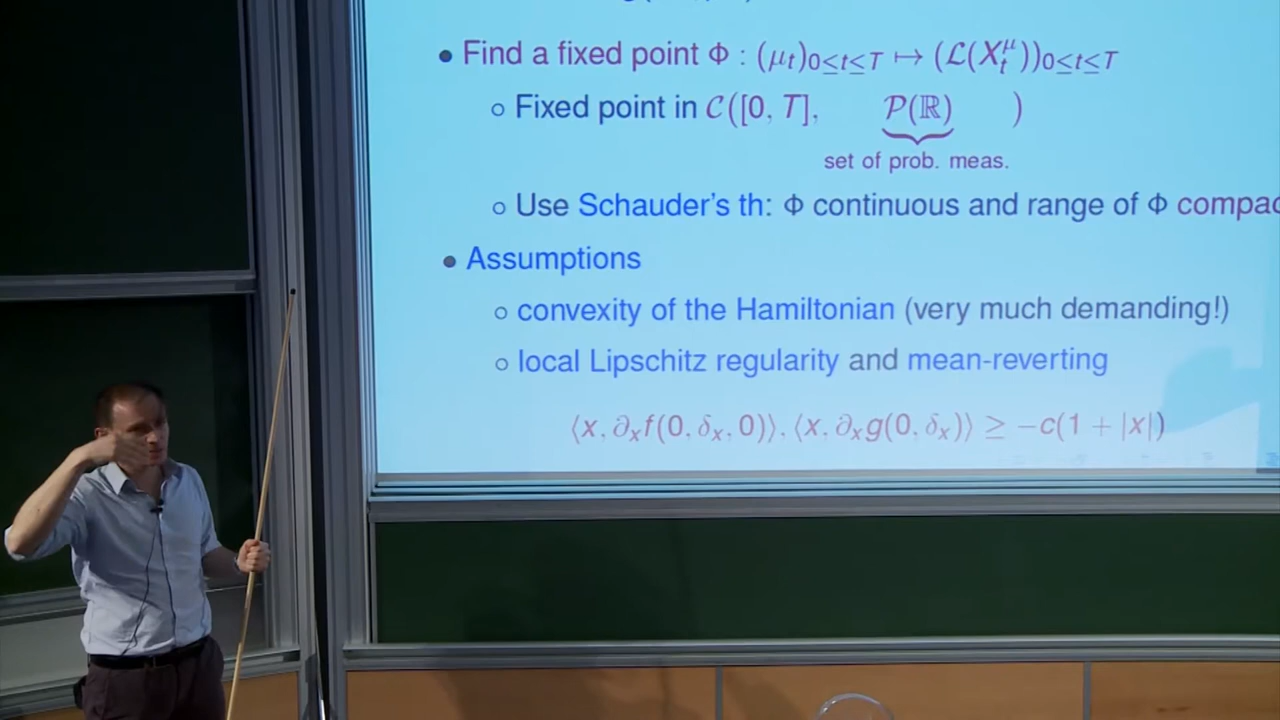 • Find a fixed point Φ : (μ_t)_{0≤t≤T} ↦ (ℒ(X_t^μ))_{0≤t≤T}
∘ Fixed point in 𝒞([0, T], 𝒫(ℝ) )
set of prob. meas.
∘ Use Schauder's th: Φ continuous and range of Φ compac
• Assumptions
∘ convexity of the Hamiltonian (very much demanding!)
∘ local Lipschitz regularity and mean-reverting
⟨x, ∂_x f(0, δ_x, 0)⟩, ⟨x, ∂_x g(0, δ_x)⟩ ≥ −c(1 + |x|)